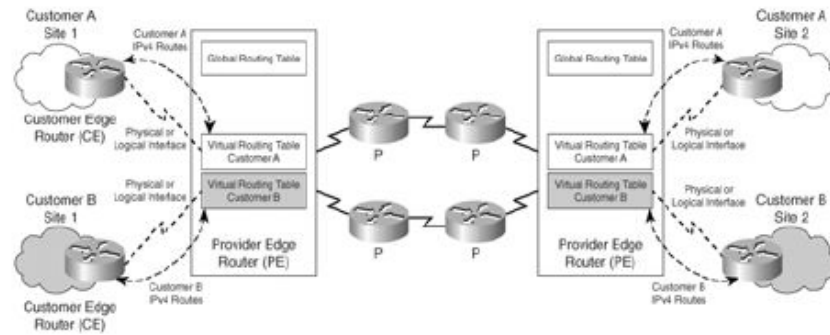 Customer A
Site 1
Customer A
IPv4 Routes
Customer Edge
Router (CE)
Physical or
Logical Interface
Customer B
Site 1
Physical or
Logical Interface
Customer B
IPv4 Routes
Customer Edge
Router (CE)
Global Routing Table
Virtual Routing Table
Customer A
Virtual Routing Table
Customer B
Provider Edge
Router (PE)
P
P
P
P
Global Routing Table
Virtual Routing Table
Customer A
Virtual Routing Table
Customer B
Provider Edge
Router (PE)
Customer A
IPv4 Routes
Customer A
Site 2
Physical or
Logical Interface
Physical or
Logical Interface
Customer B
Site 2
Customer B
IPv4 Routes